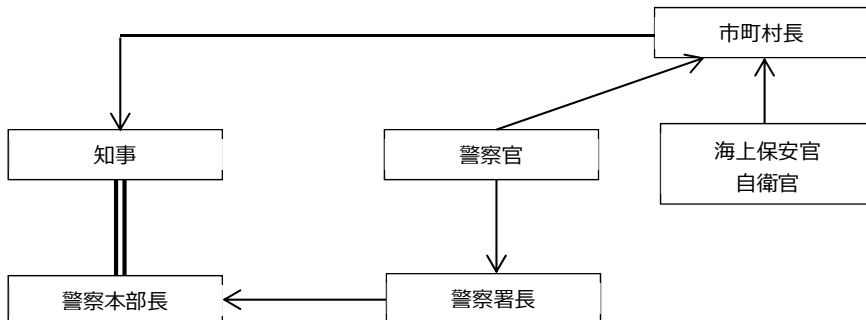 市町村長
知事
警察官
海上保安官
自衛官
警察本部長
警察署長